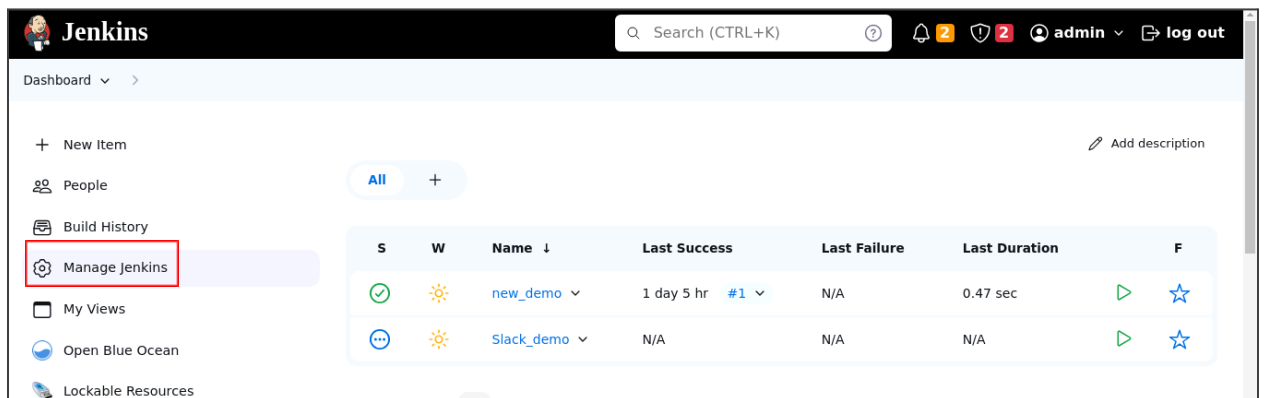 Jenkins
Search (CTRL+K)
2
2
admin
log out
Dashboard
New Item
People
Build History
Manage Jenkins
My Views
Open Blue Ocean
Lockable Resources
Add description
All +
S W Name ↓ Last Success Last Failure Last Duration F
new_demo 1 day 5 hr #1 N/A 0.47 sec
Slack_demo N/A N/A N/A